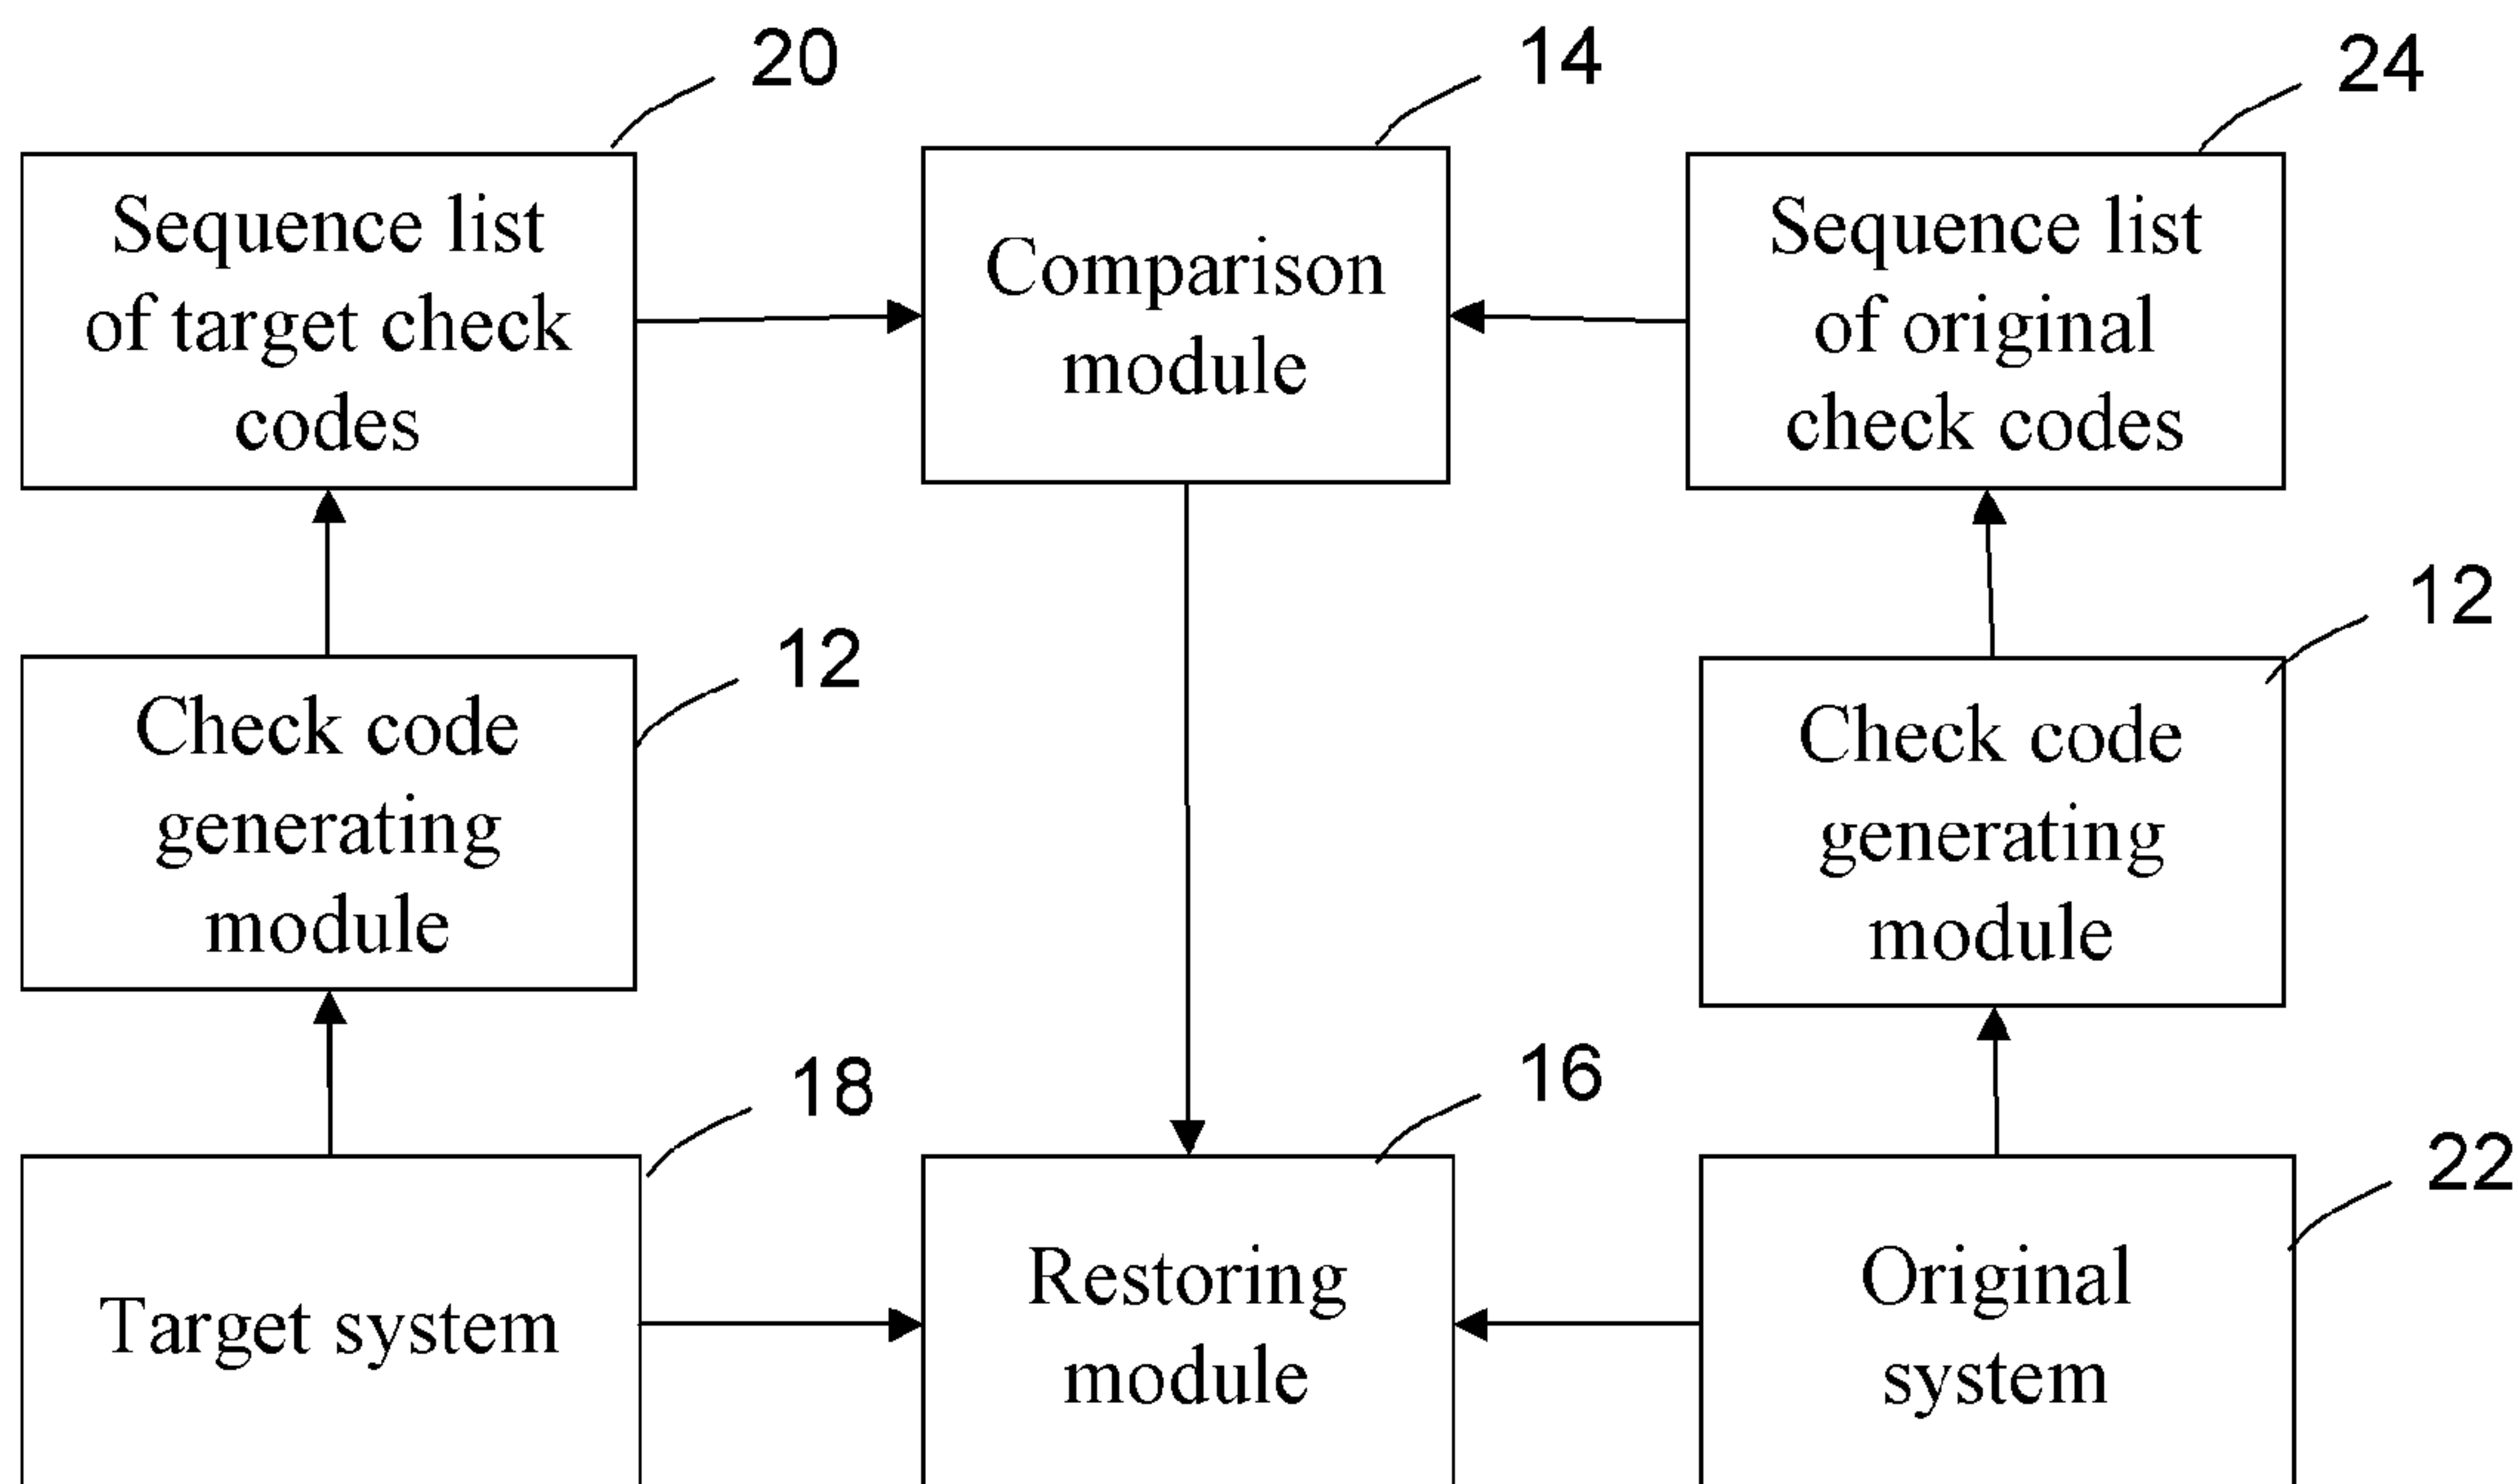 20
14
24
Sequence list
of target check
codes
Comparison
module
Sequence list
of original
check codes
12
12
Check code
generating
module
Check code
generating
module
18
16
22
Target system
Restoring
module
Original
system